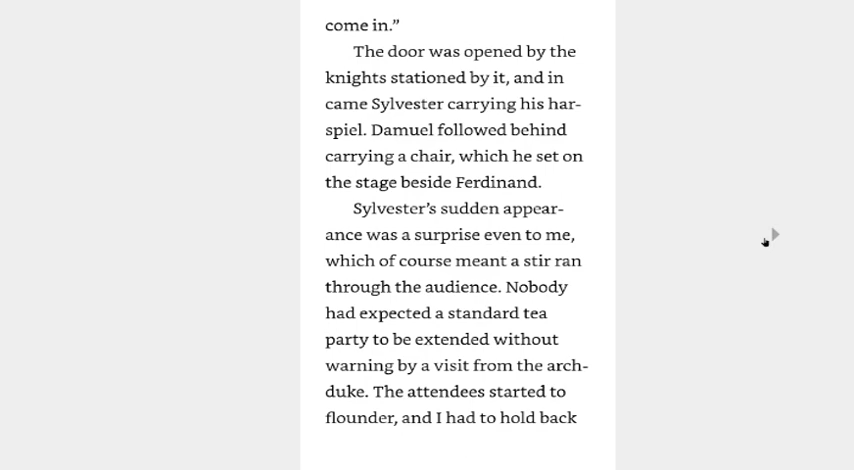 come in.”
The door was opened by the
knights stationed by it, and in
came Sylvester carrying his har-
spiel. Damuel followed behind
carrying a chair, which he set on
the stage beside Ferdinand.
Sylvester’s sudden appear-
ance was a surprise even to me,
which of course meant a stir ran
through the audience. Nobody
had expected a standard tea
party to be extended without
warning by a visit from the arch-
duke. The attendees started to
flounder, and I had to hold back